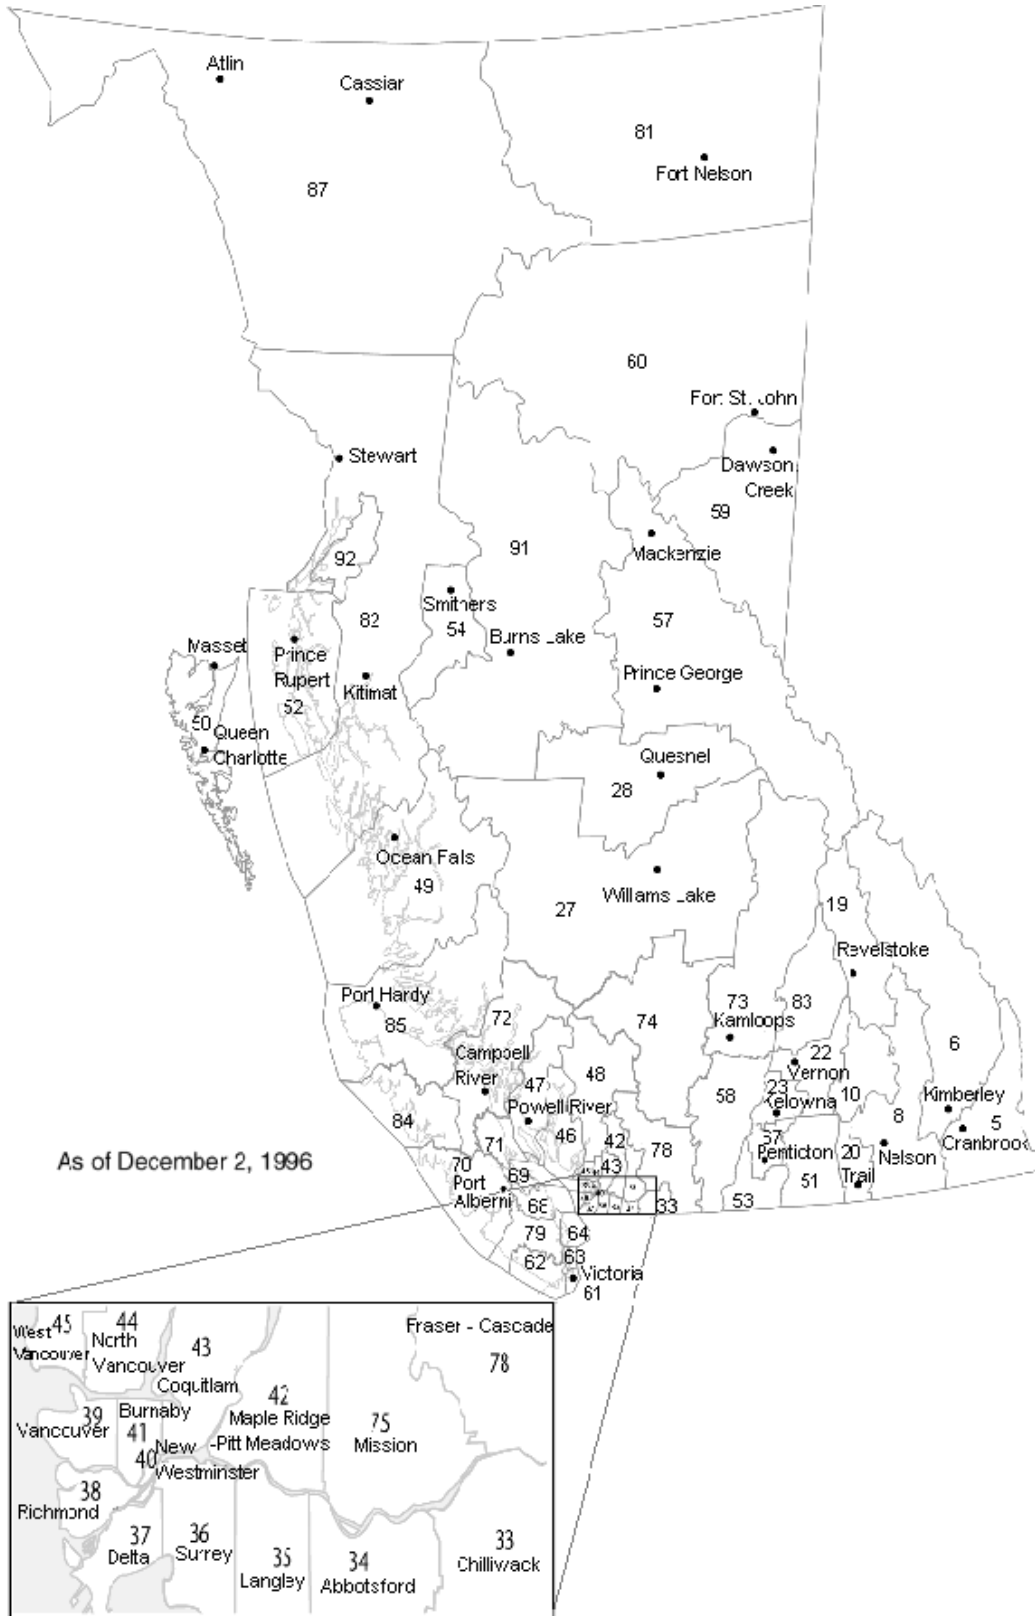 Atlin
Cassiar
81
Fort Nelson
87
60
Fort St. John
Stewart
Dawson
Creek
59
91
Mackenzie
92
Smithers
54
82
57
Burns Lake
Masset
Prince
Rupert
Kitimat
Prince George
52
50
Queen
Charlotte
Quesnel
28
Ocean Falls
49
Williams Lake
27
19
Revelstoke
Port Hardy
85
72
74
73
Kamloops
83
6
Campbell
River
47
48
22
Vernon
58
23
Kelowna
10
Kimberley
Powell River
84
71
46
42
78
67
Penticton
20
8
Nelson
5
Cranbrook
As of December 2, 1996
70
Port
Alberni
69
43
51
Trail
68
33
53
79
64
62
63
Victoria
61
West
Vancouver
45
44
North
Vancouver
43
Coquitlam
Fraser - Cascade
78
39
Vancouver
Burnaby
41
40
New
Westminster
42
Maple Ridge
-Pitt Meadows
75
Mission
38
Richmond
37
Delta
36
Surrey
35
Langley
34
Abbotsford
33
Chilliwack